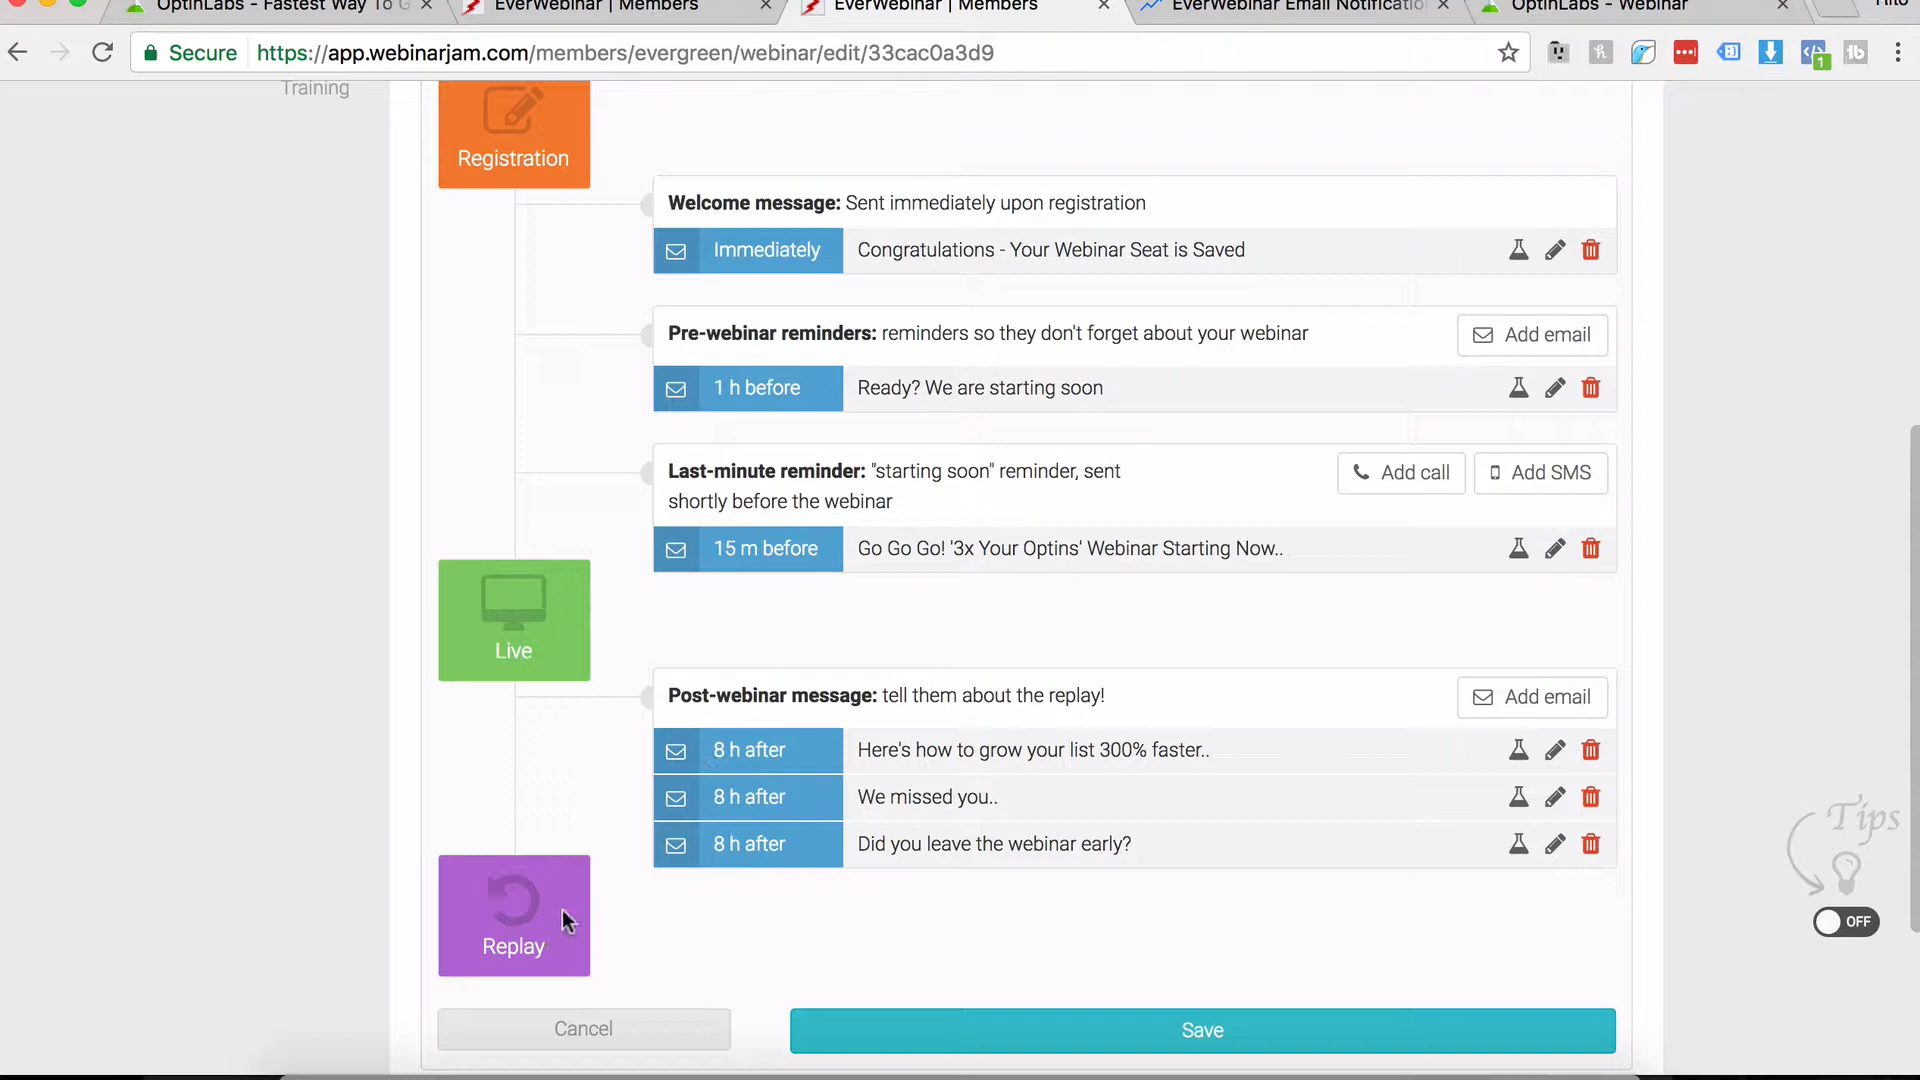 OptinLabs - Fastest Way To G
EverWebinar | Members
EverWebinar | Members
EverWebinar Email Notificatio
OptinLabs - Webinar
Secure
https://app.webinarjam.com/members/evergreen/webinar/edit/33cac0a3d9
1
Training
Registration
Welcome message: Sent immediately upon registration
Immediately
Congratulations - Your Webinar Seat is Saved
Pre-webinar reminders: reminders so they don't forget about your webinar
Add email
1 h before
Ready? We are starting soon
Last-minute reminder: "starting soon" reminder, sent
shortly before the webinar
Add call
Add SMS
15 m before
Go Go Go! '3x Your Optins' Webinar Starting Now..
Live
Post-webinar message: tell them about the replay!
Add email
8 h after
Here's how to grow your list 300% faster..
8 h after
We missed you..
8 h after
Did you leave the webinar early?
Tips
OFF
Replay
Cancel
Save